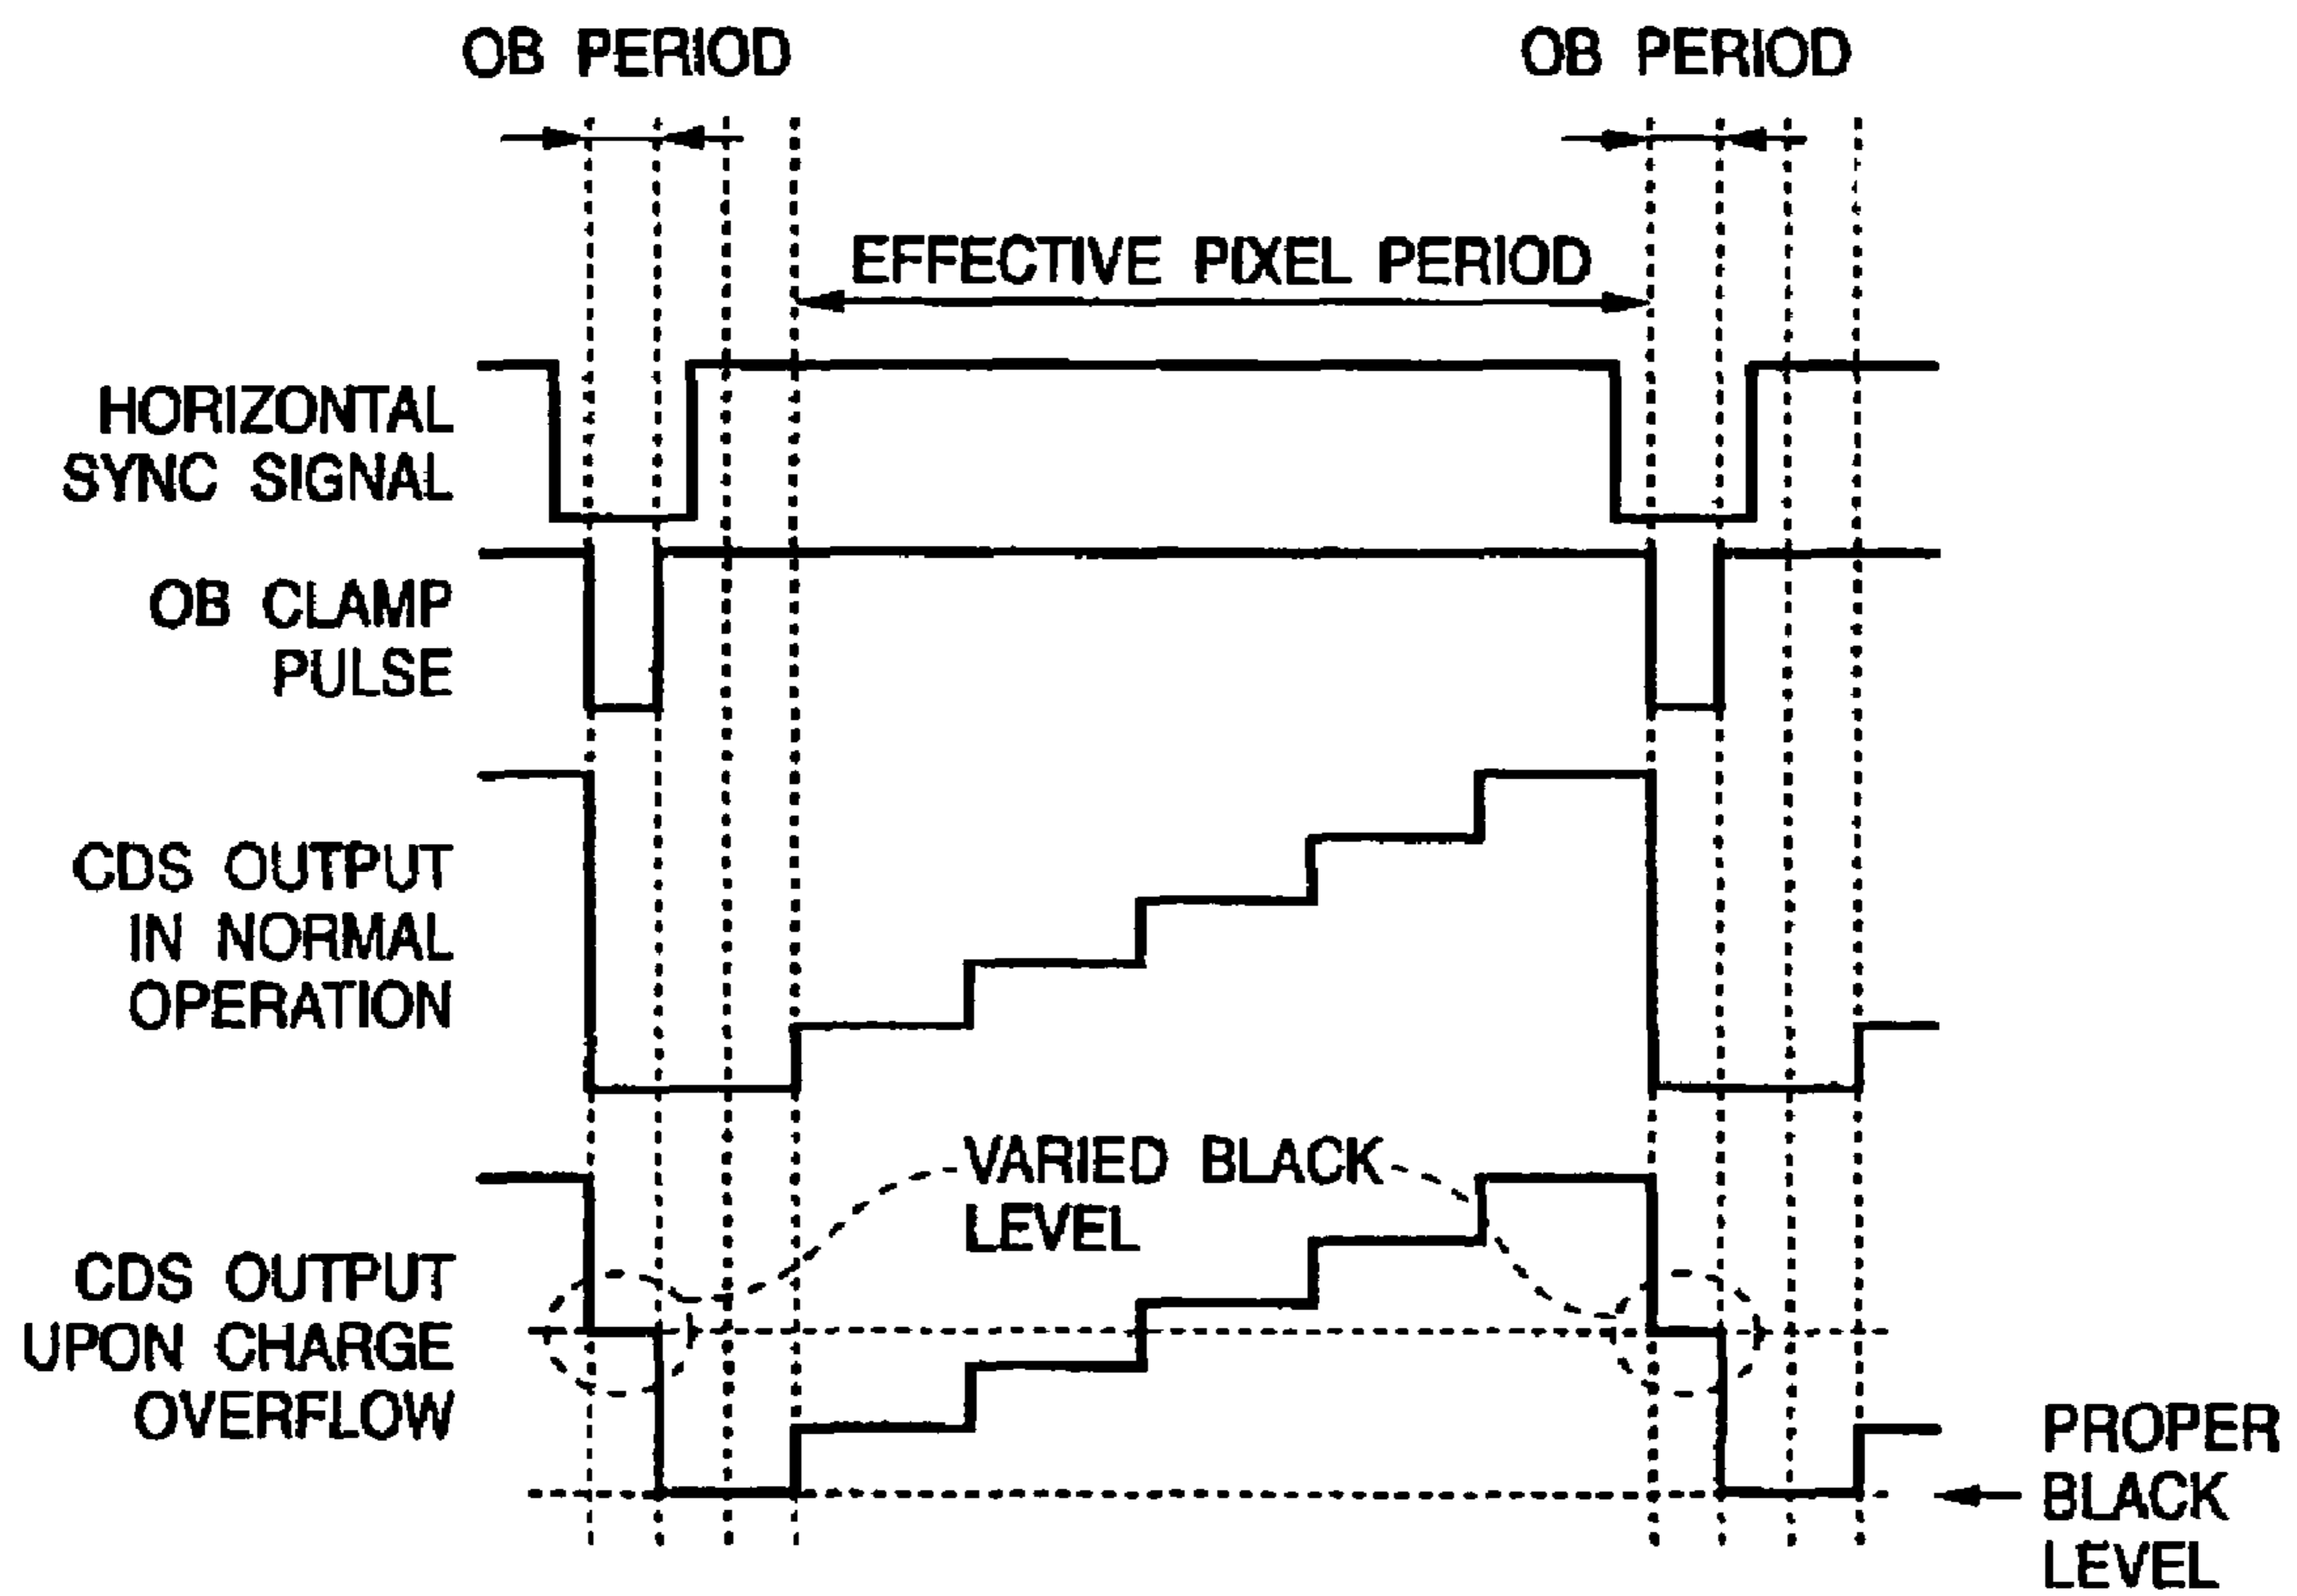 OB PERIOD
OB PERIOD
EFFECTIVE PIXEL PERIOD
HORIZONTAL
SYNC SIGNAL
OB CLAMP
PULSE
CDS OUTPUT
IN NORMAL
OPERATION
VARIED BLACK
LEVEL
CDS OUTPUT
UPON CHARGE
OVERFLOW
PROPER
BLACK
LEVEL